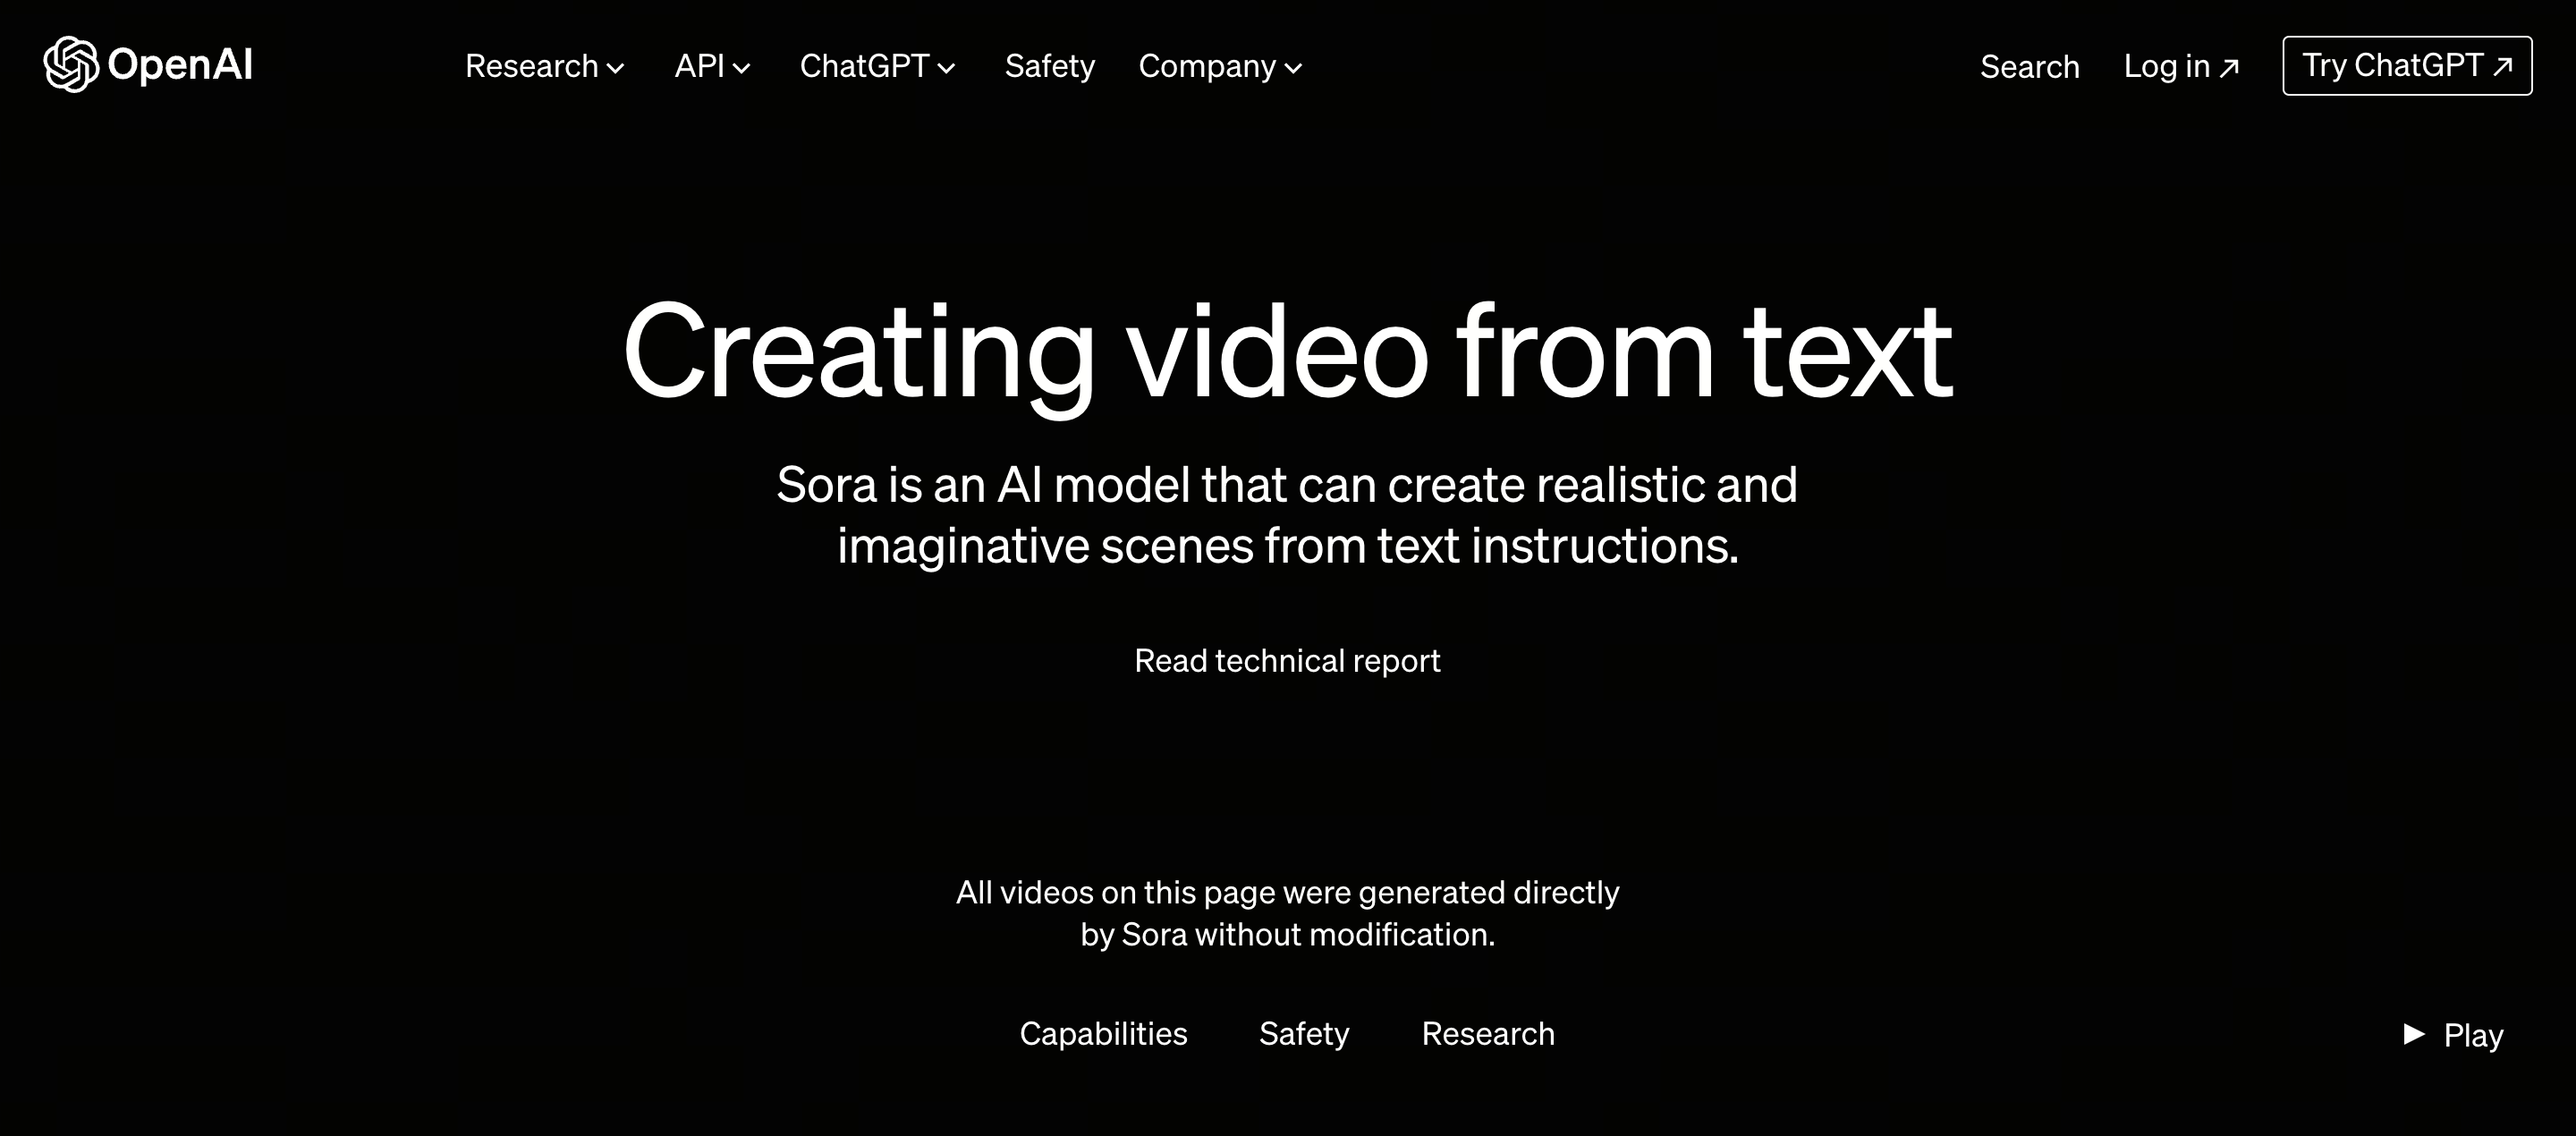 OpenAI Research API ChatGPT Safety Company Search Log in Try ChatGPT
Creating video from text
Sora is an AI model that can create realistic and
imaginative scenes from text instructions.
Read technical report
All videos on this page were generated directly
by Sora without modification.
Capabilities Safety Research Play